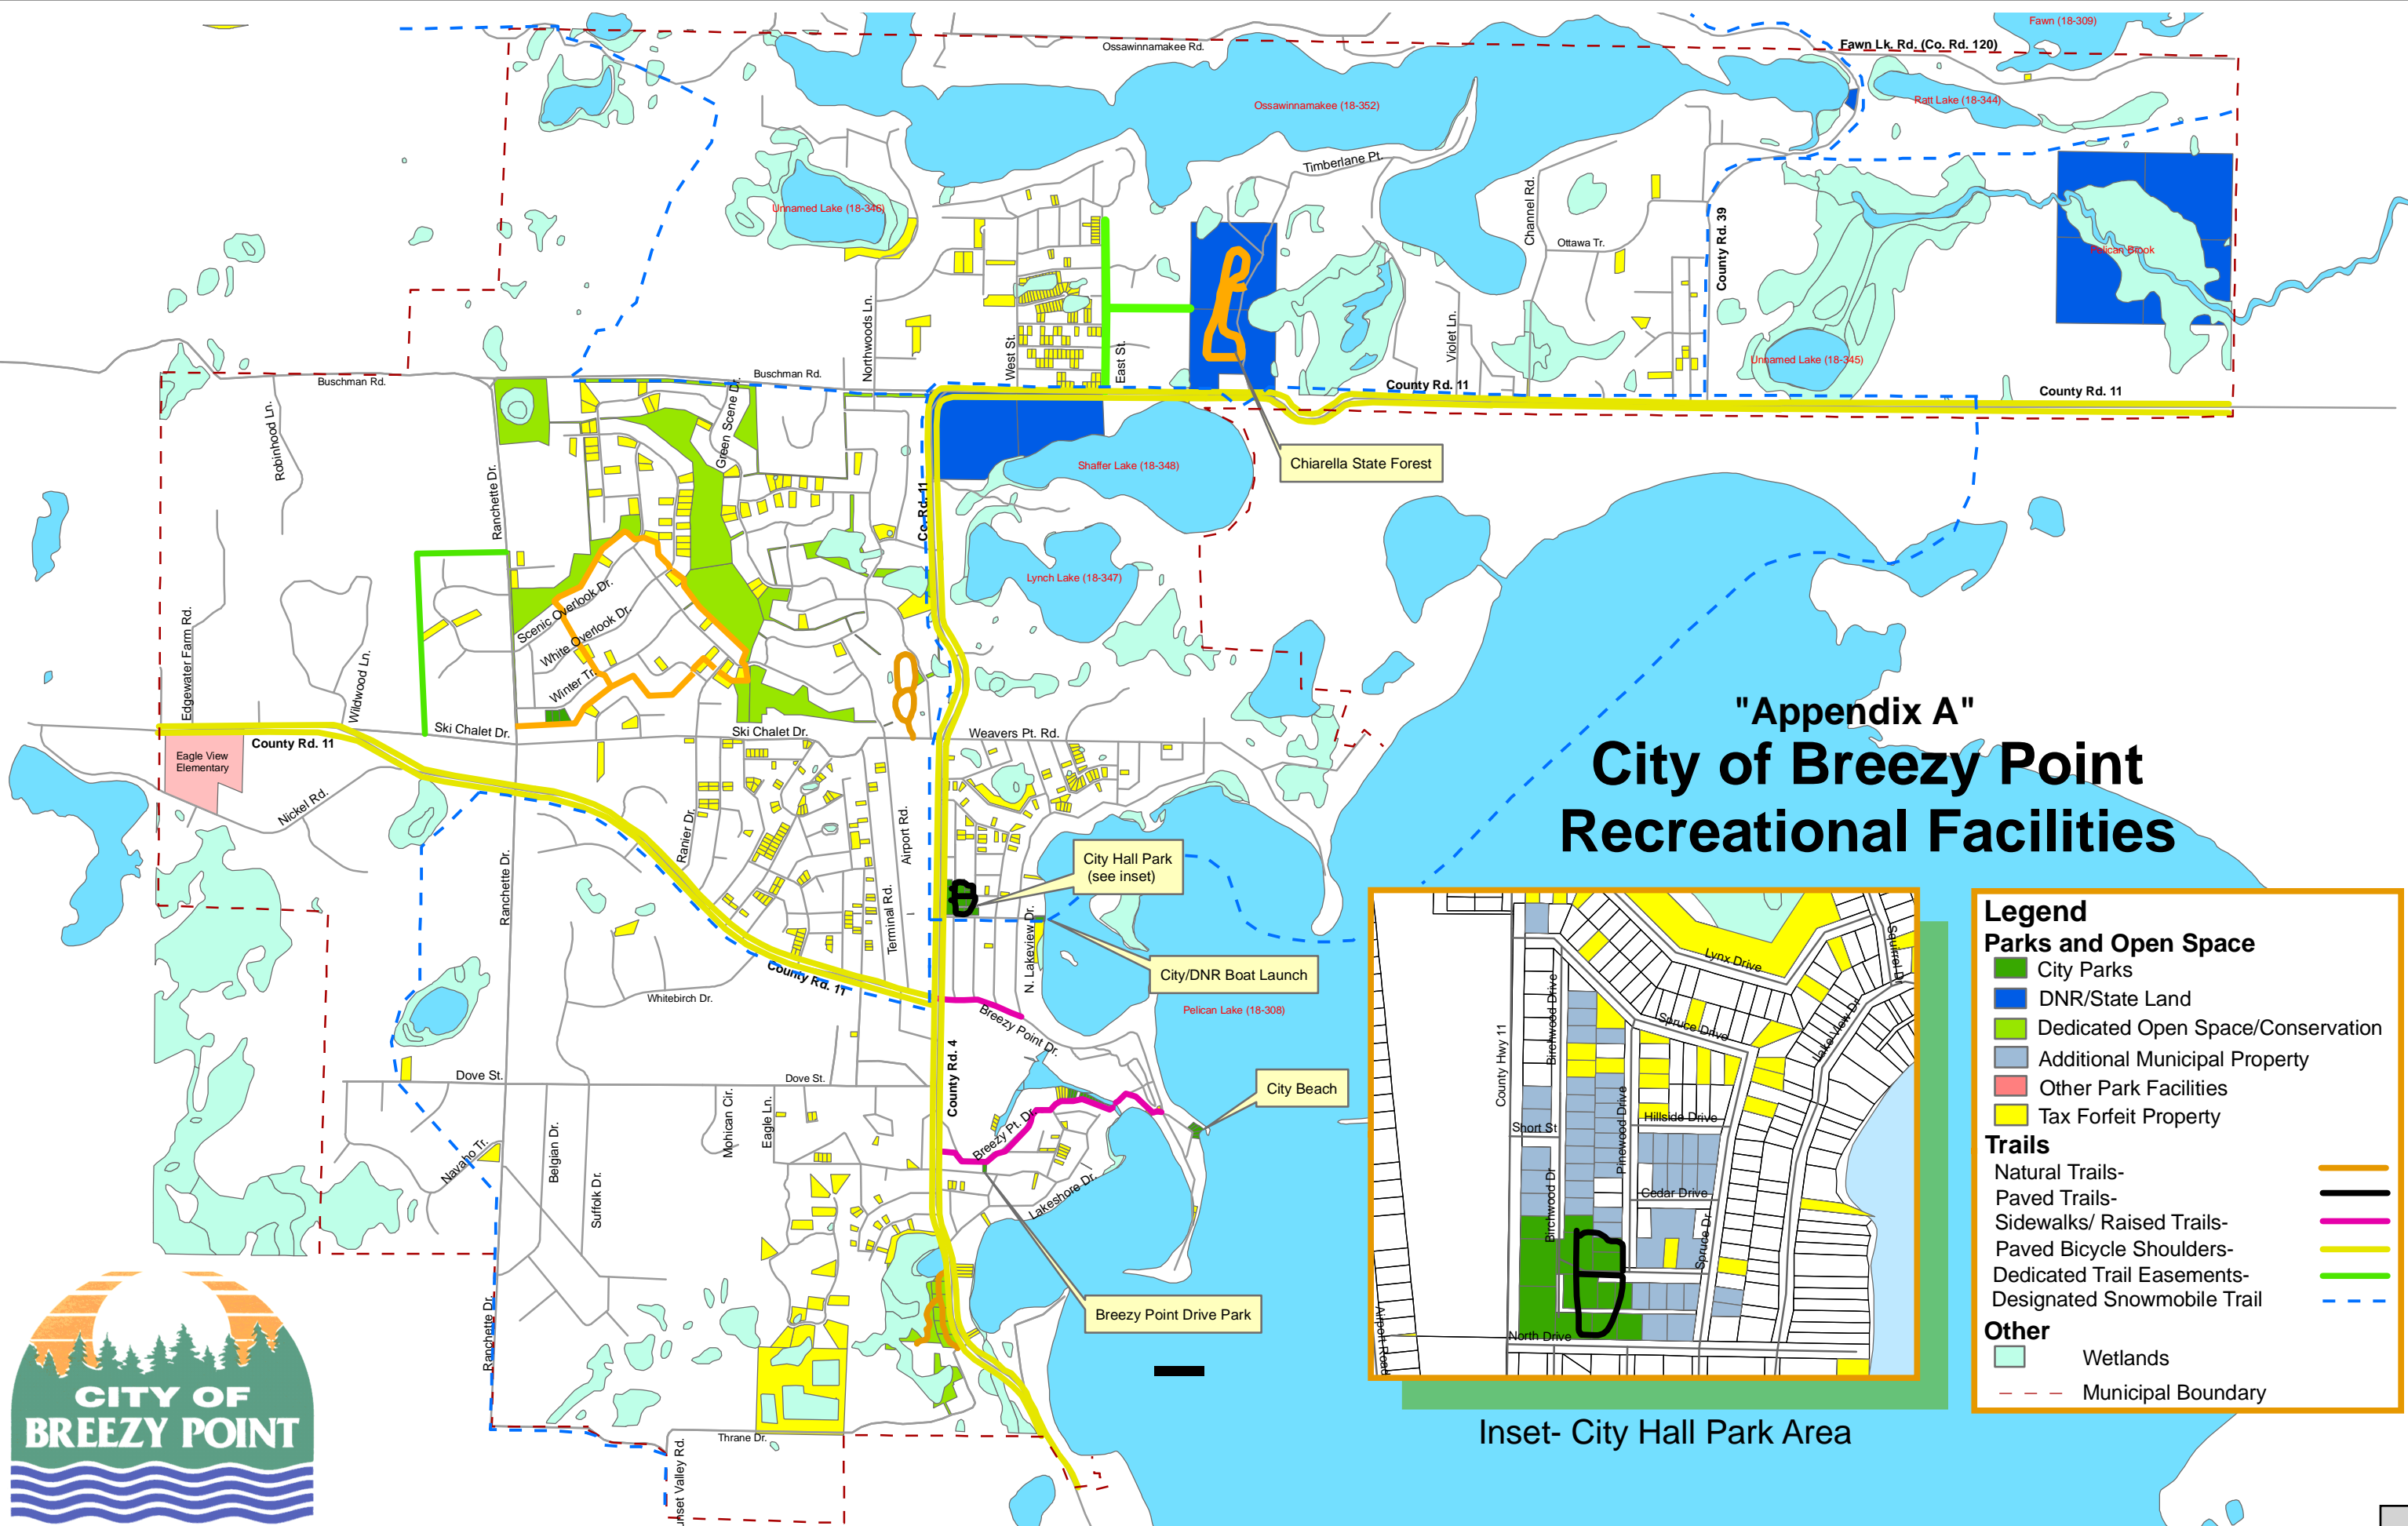 Fawn (18-309)
Ossawinnamakee Rd.
Fawn Lk. Rd. (Co. Rd. 120)
Ossawinnamakee (18-352)
Ratt Lake (18-344)
Timberlane Pt.
Unnamed Lake (18-346)
Channel Rd.
Ottawa Tr.
County Rd. 39
Pelican Brook
Northwoods Ln.
West St.
East St.
Violet Ln.
Unnamed Lake (18-345)
Buschman Rd.
Buschman Rd.
County Rd. 11
County Rd. 11
Robinhood Ln.
Ranchette Dr.
Green Scene Dr.
Co. Rd. 11
Shaffer Lake (18-348)
Chiarella State Forest
Lynch Lake (18-347)
Scenic Overlook Dr.
White Overlook Dr.
Winter Tr.
Edgewater Farm Rd.
Wildwood Ln.
Ski Chalet Dr.
Ski Chalet Dr.
Weavers Pt. Rd.
County Rd. 11
Eagle View
Elementary
Nickel Rd.
Ranier Dr.
Airport Rd.
"Appendix A"
City of Breezy Point
Recreational Facilities
City Hall Park
(see inset)
Ranchette Dr.
Terminal Rd.
N. Lakeview Dr.
City/DNR Boat Launch
County Rd. 11
Whitebirch Dr.
Pelican Lake (18-308)
Breezy Point Dr.
County Rd. 4
Dove St.
Dove St.
City Beach
Mohican Cir.
Eagle Ln.
Breezy Pt. Dr.
Navaho Tr.
Belgian Dr.
Suffolk Dr.
Lakeshore Dr.
Breezy Point Drive Park
Ranchette Dr.
Thrane Dr.
unset Valley Rd.
CITY OF
BREEZY POINT
Lynx Drive
Squirrel Dr
Birchwood Drive
County Hwy 11
Spruce Drive
Lake View Dr
Pinewood Drive
Hillside Drive
Short St
Cedar Drive
Birchwood Dr
Spruce Dr
North Drive
Airport Road
Inset- City Hall Park Area
Legend
Parks and Open Space
City Parks
DNR/State Land
Dedicated Open Space/Conservation
Additional Municipal Property
Other Park Facilities
Tax Forfeit Property
Trails
Natural Trails-
Paved Trails-
Sidewalks/ Raised Trails-
Paved Bicycle Shoulders-
Dedicated Trail Easements-
Designated Snowmobile Trail
Other
Wetlands
Municipal Boundary